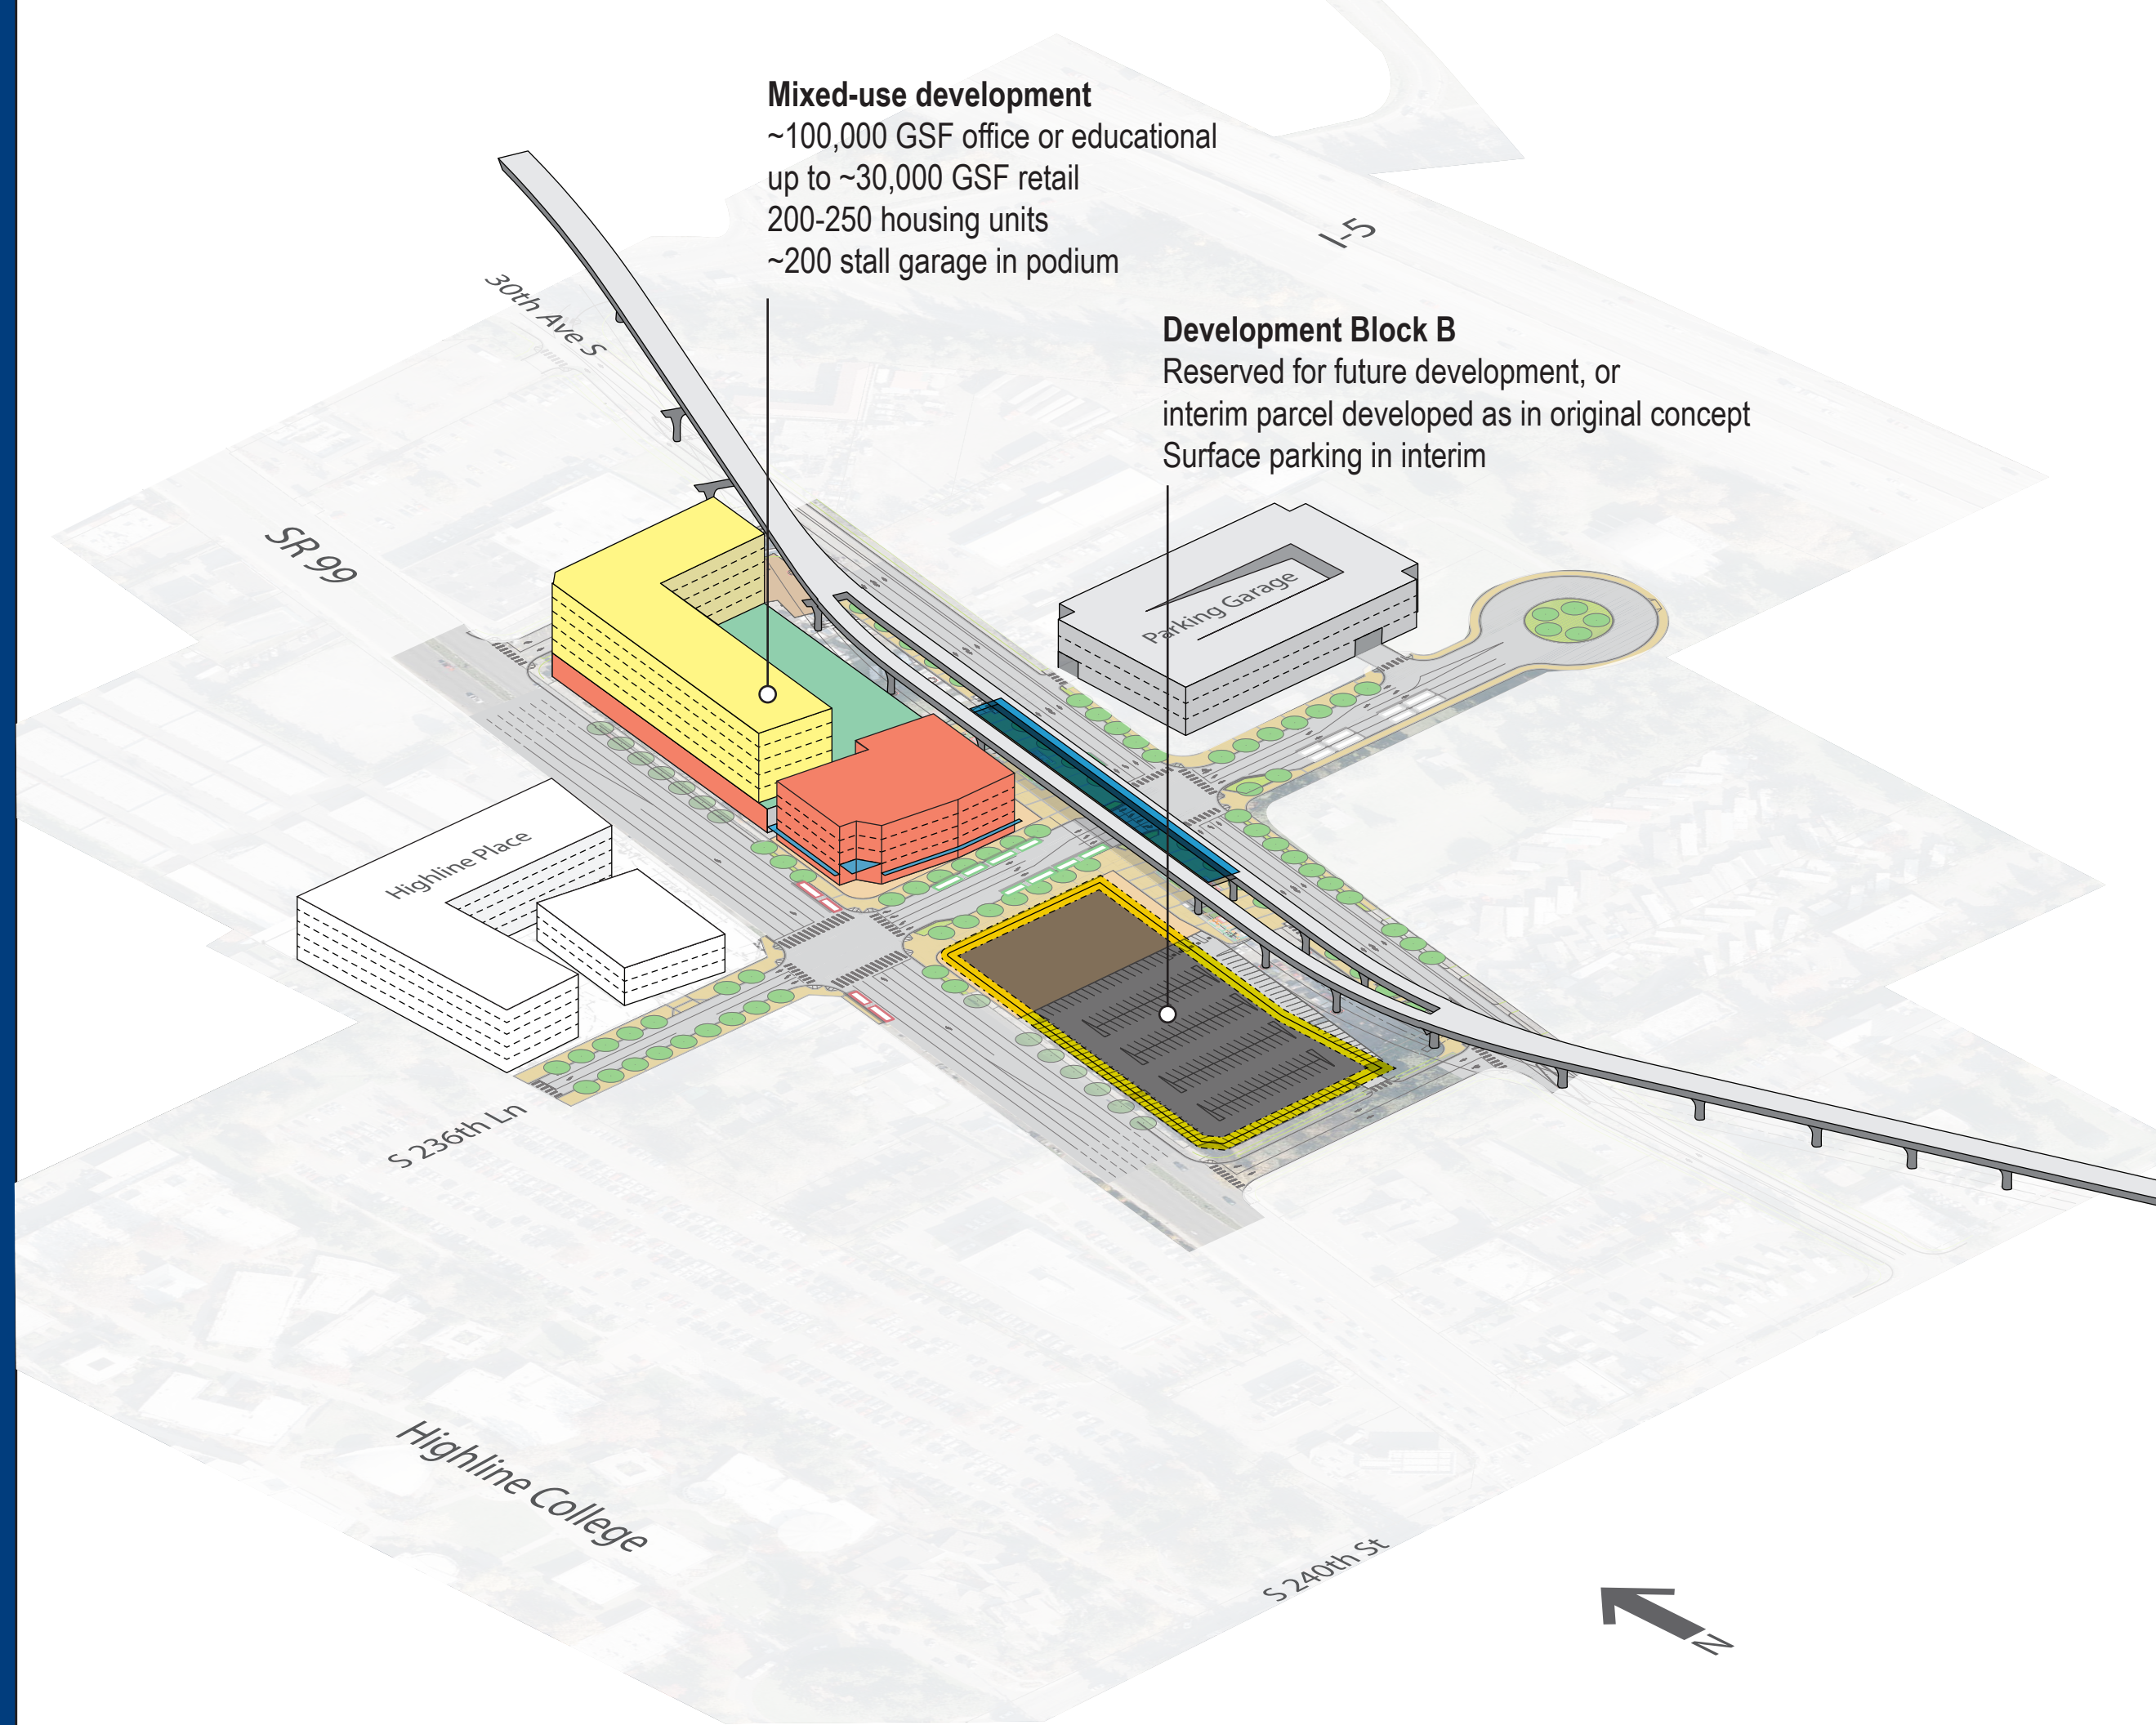 Mixed-use development
~100,000 GSF office or educational
up to ~30,000 GSF retail
200-250 housing units
~200 stall garage in podium
I-5
30th Ave S
Development Block B
Reserved for future development, or
interim parcel developed as in original concept
Surface parking in interim
SR 99
Parking Garage
Highline Place
S 236th Ln
Highline College
S 240th St
N